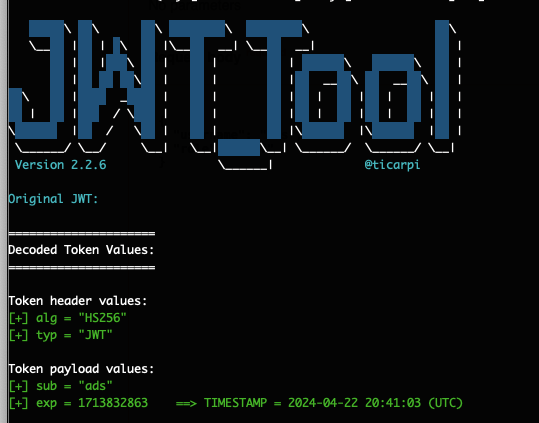 JWT_Tool
Version 2.2.6 @ticarpi
Original JWT:
=====================
Decoded Token Values:
=====================
Token header values:
[+] alg = "HS256"
[+] typ = "JWT"
Token payload values:
[+] sub = "ads"
[+] exp = 1713832863 ==> TIMESTAMP = 2024-04-22 20:41:03 (UTC)